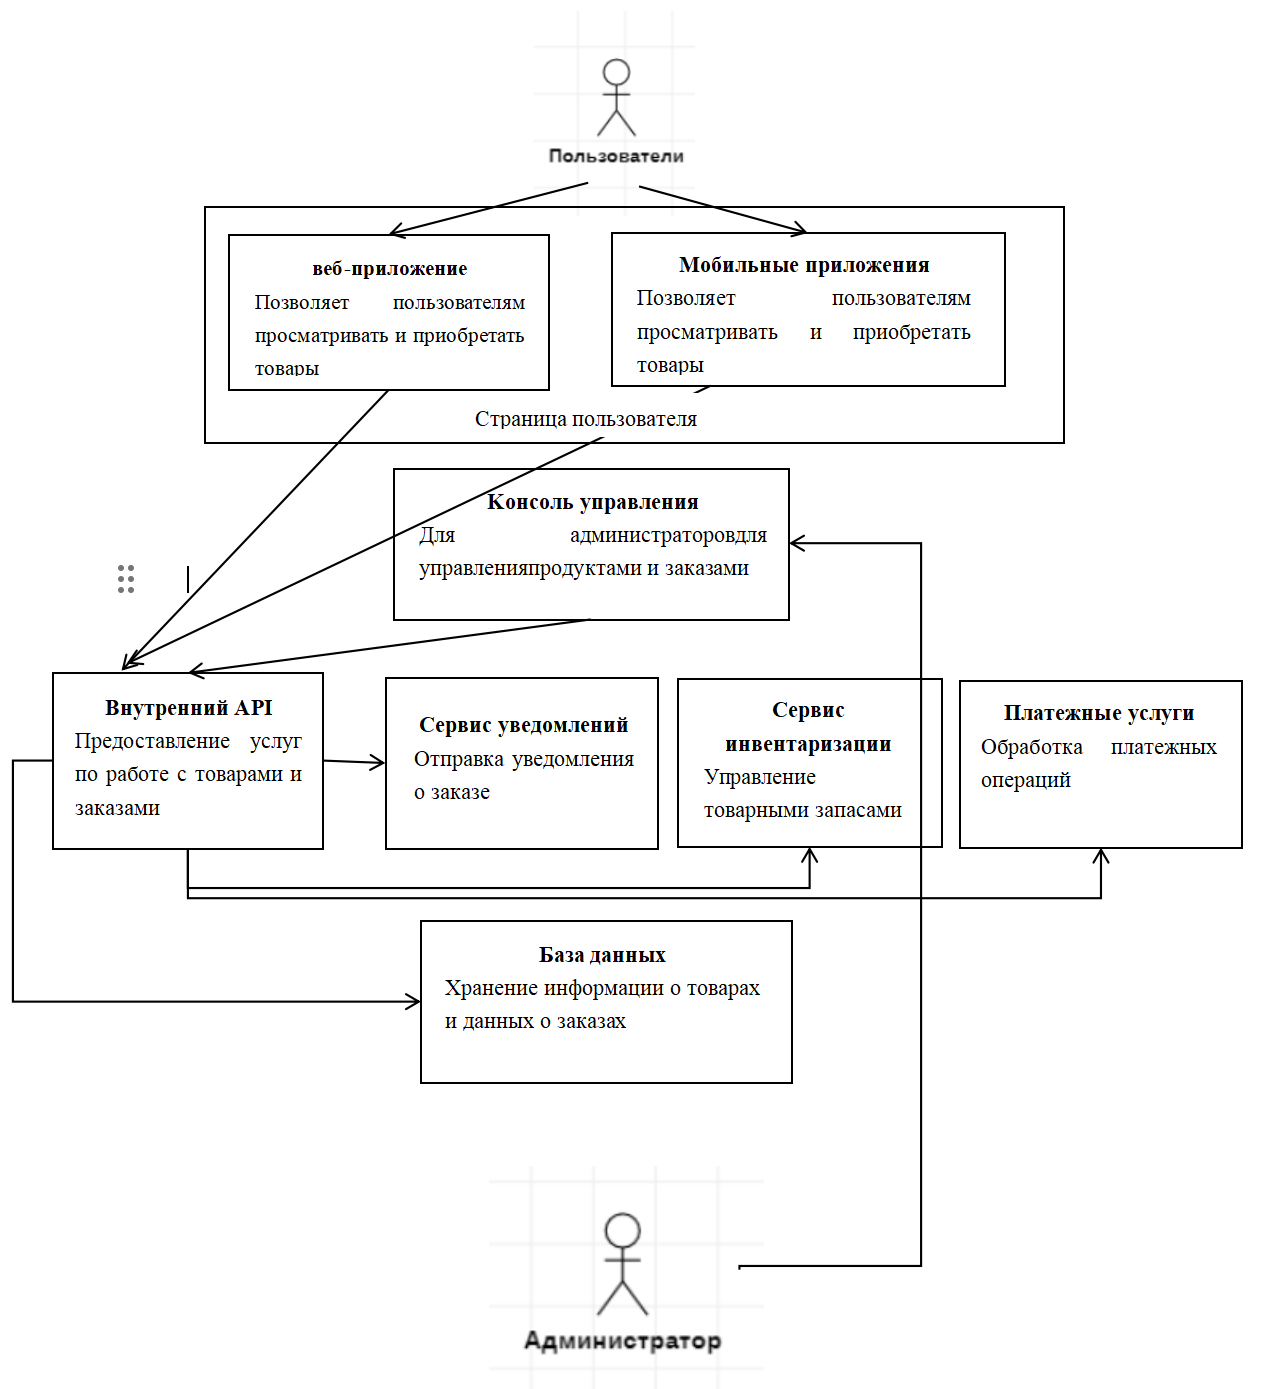 Пользователи
веб-приложение
Позволяет пользователям
просматривать и приобретать
товары
Мобильные приложения
Позволяет пользователям
просматривать и приобретать
товары
Страница пользователя
Консоль управления
Для администраторовдля
управленияпродуктами и заказами
Внутренний API
Предоставление услуг
по работе с товарами и
заказами
Сервис уведомлений
Отправка уведомления
о заказе
Сервис
инвентаризации
Управление
товарными запасами
Платежные услуги
Обработка платежных
операций
База данных
Хранение информации о товарах
и данных о заказах
Администратор